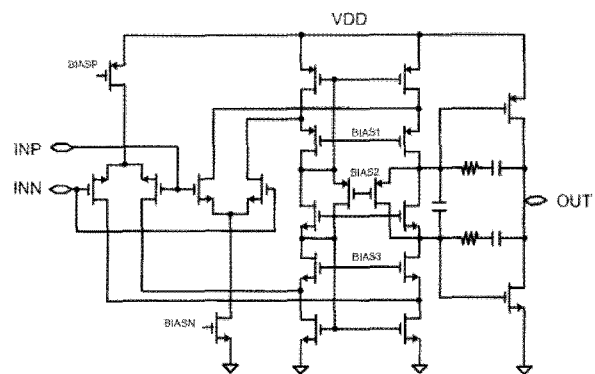 VDD
BIASP
BIAS1
INP
BIAS2
INN
OUT
BIAS3
BIASN